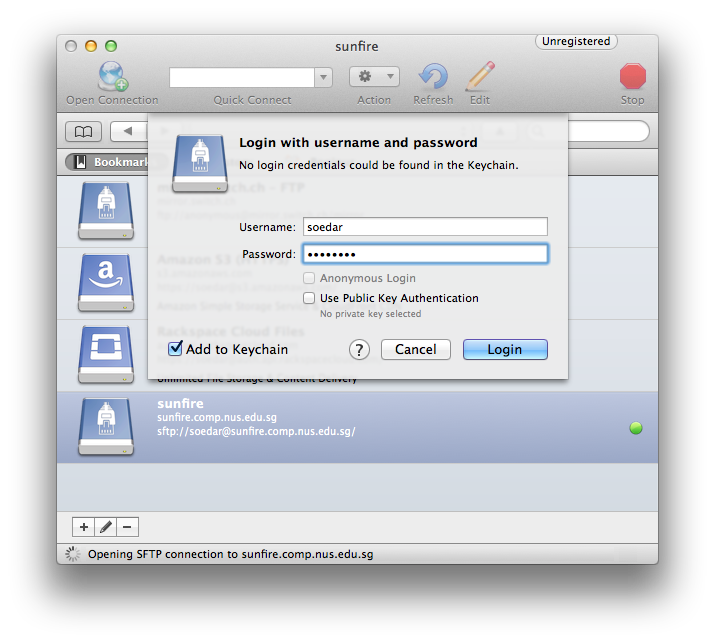 sunfire
Unregistered
Open Connection
Quick Connect
Action
Refresh
Edit
Stop
Bookmark
Login with username and password
No login credentials could be found in the Keychain.
Username: soedar
Password: ••••••••
Anonymous Login
Use Public Key Authentication
No private key selected
Add to Keychain
?
Cancel
Login
Amazon S3
Rackspace Cloud Files
Unlimited File Storage & Content Delivery
sunfire
sunfire.comp.nus.edu.sg
sftp://soedar@sunfire.comp.nus.edu.sg/
Opening SFTP connection to sunfire.comp.nus.edu.sg